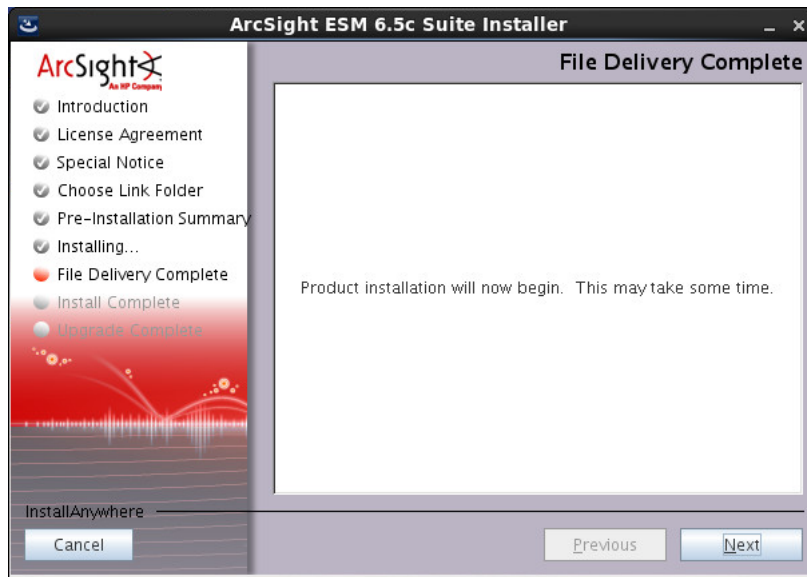 ArcSight ESM 6.5c Suite Installer
ArcSight
An HP Company
File Delivery Complete
Introduction
License Agreement
Special Notice
Choose Link Folder
Pre-Installation Summary
Installing...
File Delivery Complete
Install Complete
Upgrade Complete
Product installation will now begin. This may take some time.
InstallAnywhere
Cancel
Previous
Next